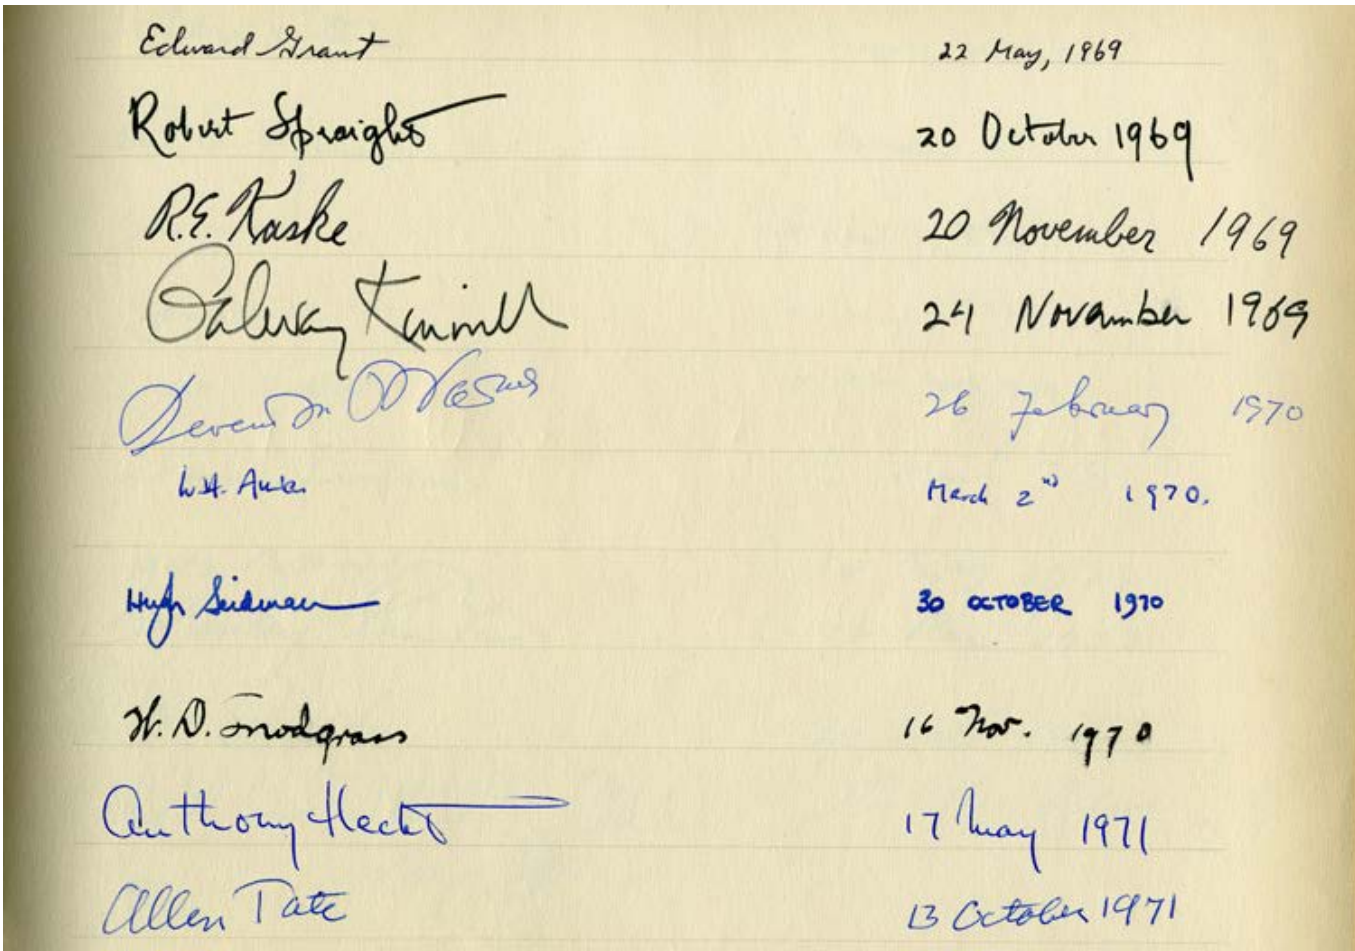 Edward Grant 22 May, 1969
Robert Speaight 20 October 1969
R.E. Kaske 20 November 1969
Galway Kinnell 24 November 1969
26 February 1970
W.H. Auden March 2nd 1970.
Hugh Seidman 30 OCTOBER 1970
W. D. Snodgrass 16 Nov. 1970
Anthony Hecht 17 May 1971
Allen Tate 13 October 1971